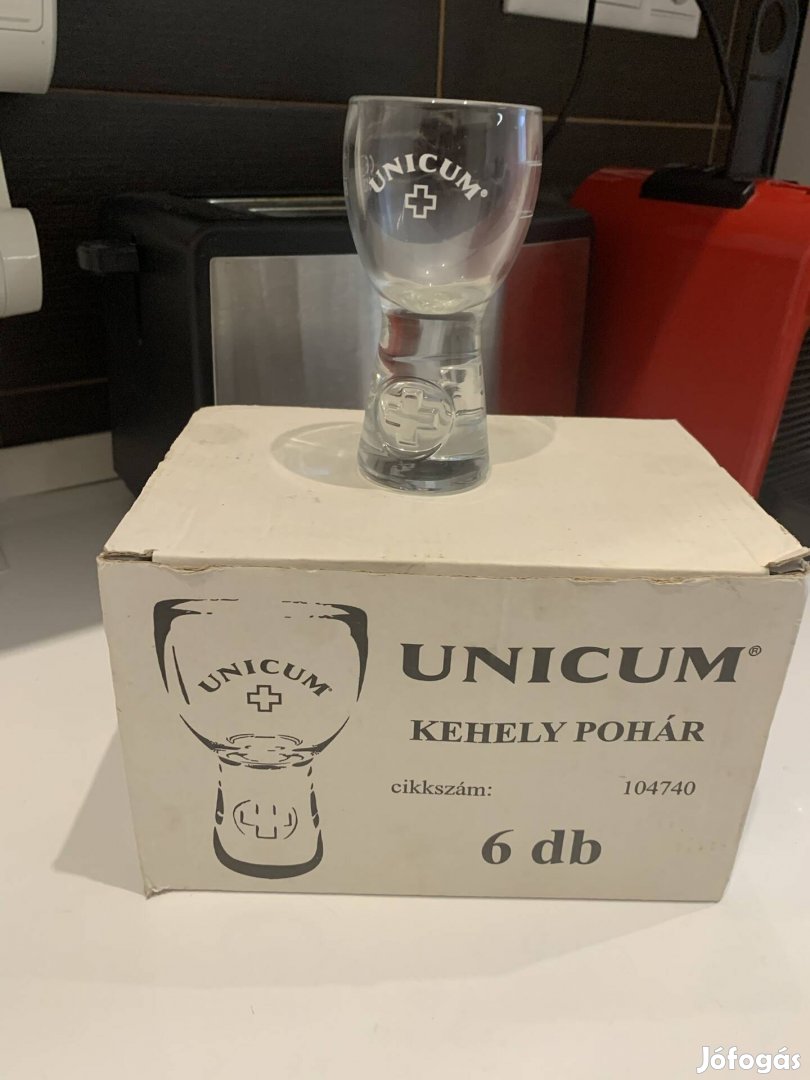 UNICUM®
UNICUM
UNICUM®
KEHELY POHÁR
cikkszám: 104740
6 db
Jófogás